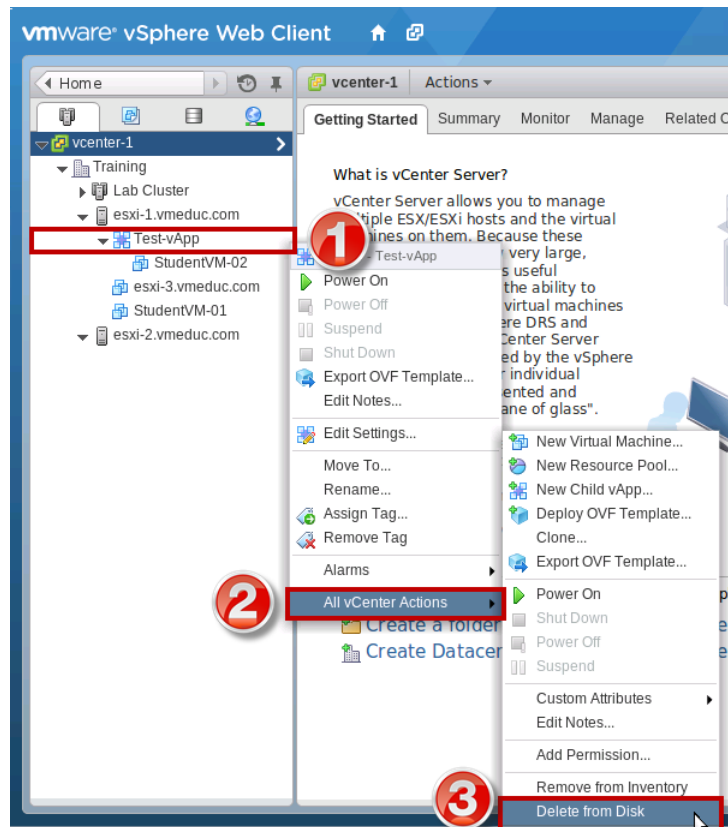 vmware® vSphere Web Client
Home
vcenter-1
Training
Lab Cluster
esxi-1.vmeduc.com
Test-vApp
StudentVM-02
esxi-3.vmeduc.com
StudentVM-01
esxi-2.vmeduc.com
vcenter-1 Actions
Getting Started Summary Monitor Manage Related
What is vCenter Server?
vCenter Server allows you to manage
ESX/ESXi hosts and the virtual
on them. Because these
very large,
useful
the ability to
virtual machines
DRS and
Center Server
ed by the vSphere
individual
ented and
ane of glass".
1
Test-vApp
Power On
Power Off
Suspend
Shut Down
Export OVF Template...
Edit Notes...
Edit Settings...
Move To...
Rename...
Assign Tag...
Remove Tag
Alarms
2
All vCenter Actions
Create a folder
Create Datacen
New Virtual Machine...
New Resource Pool...
New Child vApp...
Deploy OVF Template...
Clone...
Export OVF Template...
Power On
Shut Down
Power Off
Suspend
Custom Attributes
Edit Notes...
Add Permission...
Remove from Inventory
3
Delete from Disk